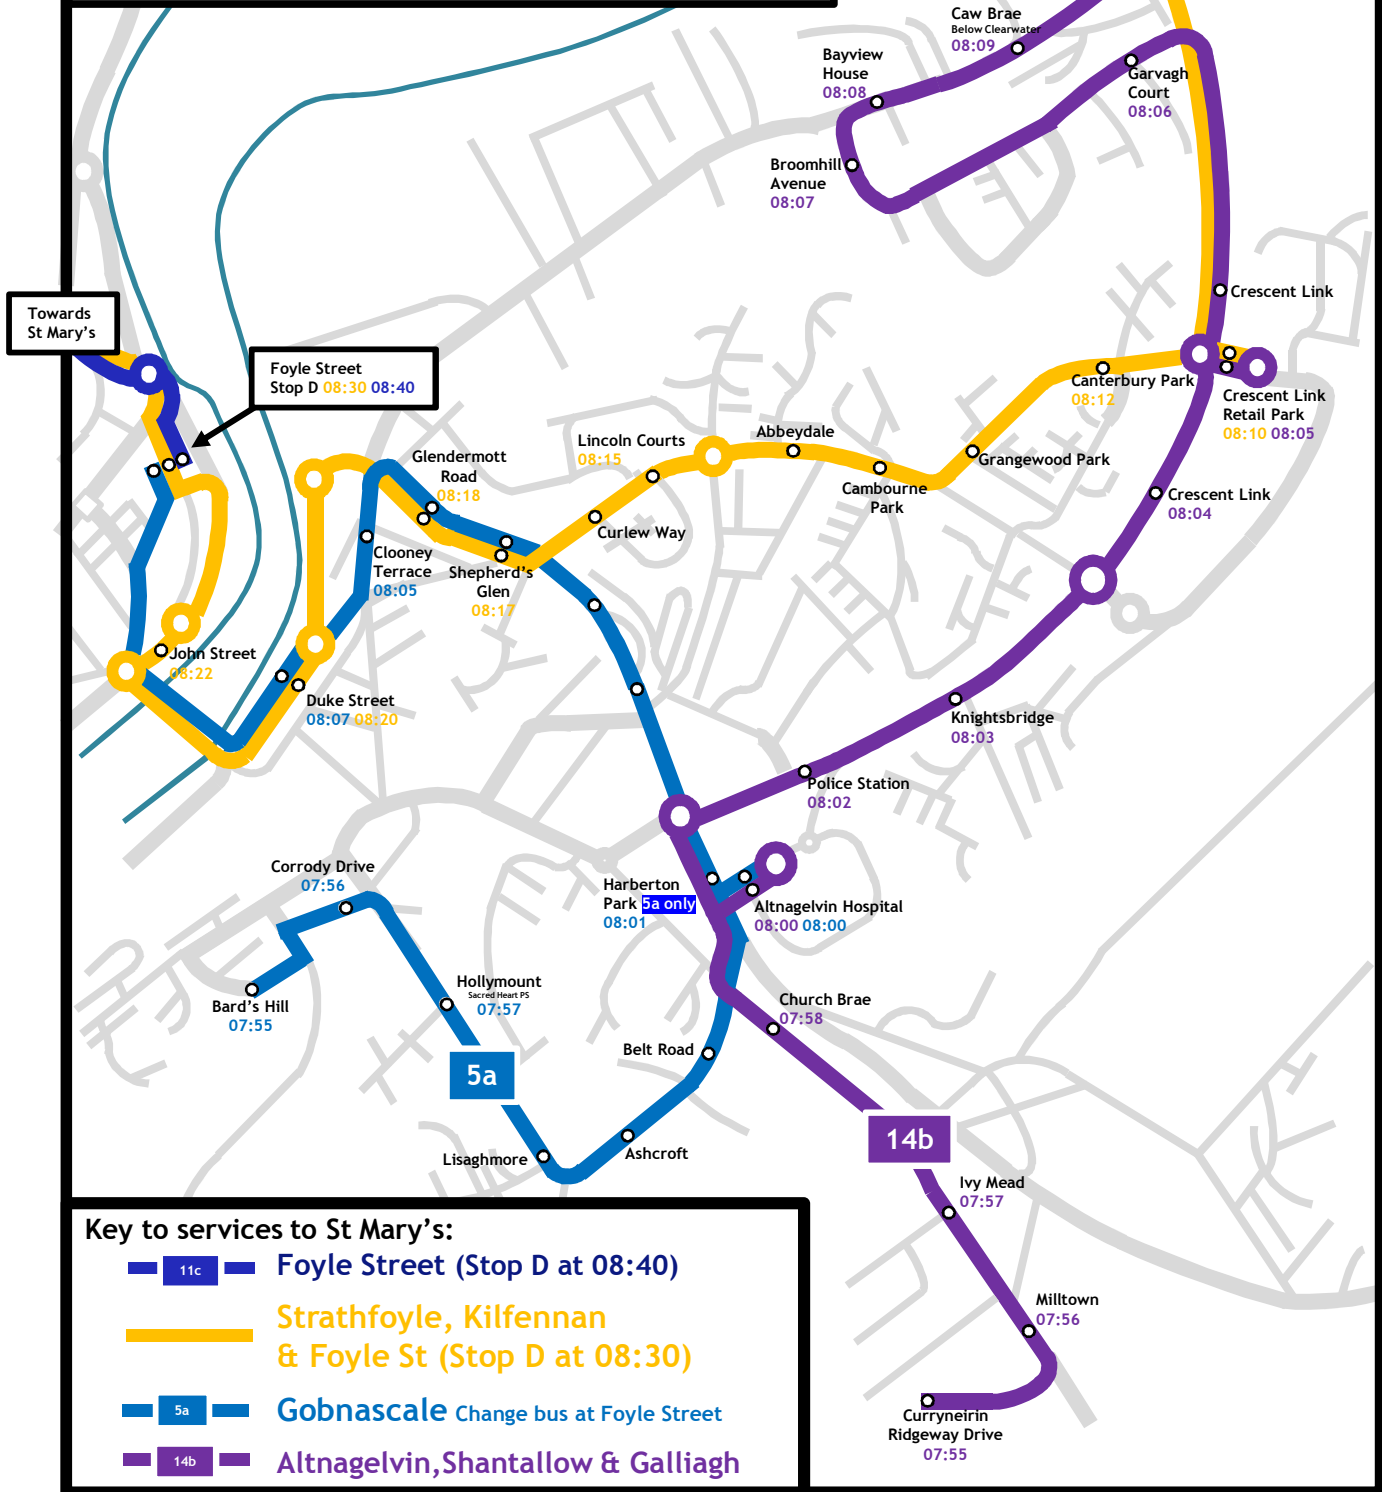 Caw Brae
Below Clearwater
08:09
Bayview
House
08:08
Garvagh
Court
08:06
Broomhill
Avenue
08:07
Crescent Link
Towards
St Mary's
Foyle Street
Stop D 08:30 08:40
Canterbury Park
08:12
Crescent Link
Retail Park
08:10 08:05
Lincoln Courts
08:15
Abbeydale
Glendermott
Road
08:18
Grangewood Park
Cambourne
Park
Crescent Link
08:04
Curlew Way
Clooney
Terrace
08:05
Shepherd's
Glen
08:17
John Street
08:22
Duke Street
08:07 08:20
Knightsbridge
08:03
Police Station
08:02
Corrody Drive
07:56
Harberton
Park 5a only
08:01
Altnagelvin Hospital
08:00 08:00
Hollymount
Sacred Heart PS
07:57
Bard's Hill
07:55
Church Brae
07:58
Belt Road
5a
14b
Ashcroft
Lisaghmore
Ivy Mead
07:57
Milltown
07:56
Curryneirin
Ridgeway Drive
07:55
Key to services to St Mary's:
11c Foyle Street (Stop D at 08:40)
Strathfoyle, Kilfennan
& Foyle St (Stop D at 08:30)
5a Gobnascale Change bus at Foyle Street
14b Altnagelvin,Shantallow & Galliagh